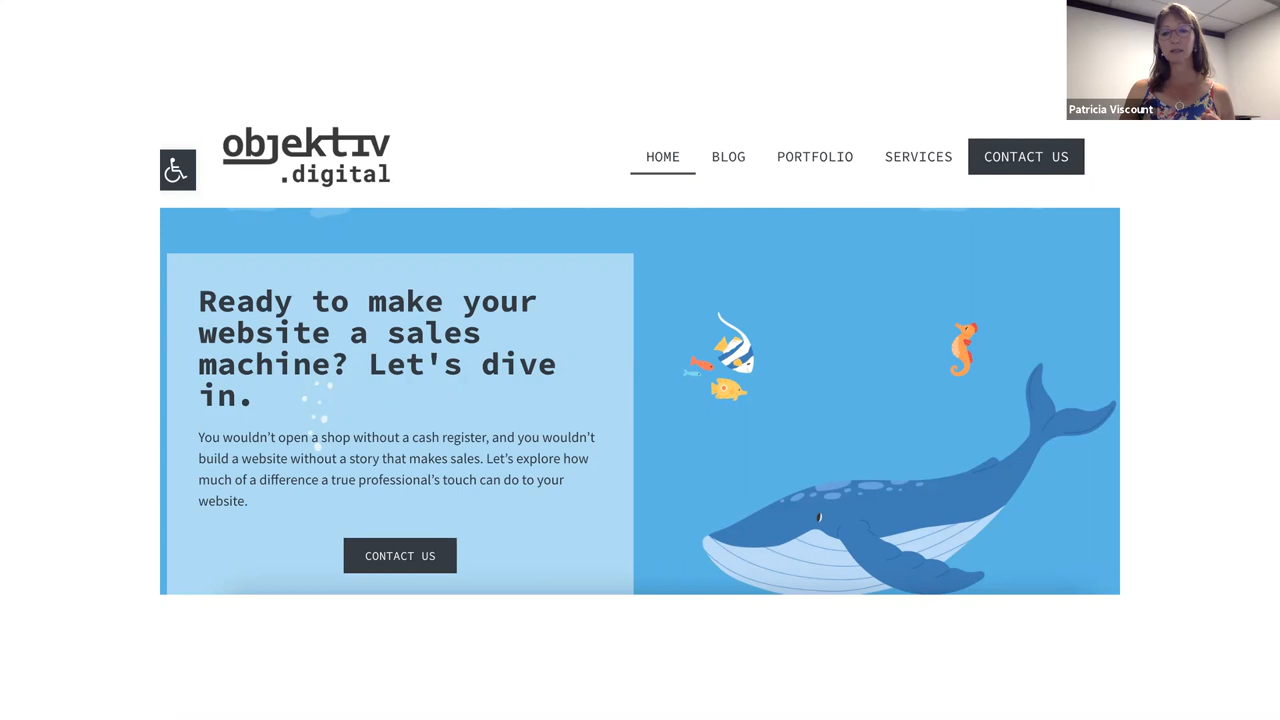 Patricia Viscount
objektiv
.digital
HOME BLOG PORTFOLIO SERVICES CONTACT US
Ready to make your
website a sales
machine? Let's dive
in.
You wouldn’t open a shop without a cash register, and you wouldn’t
build a website without a story that makes sales. Let’s explore how
much of a difference a true professional’s touch can do to your
website.
CONTACT US